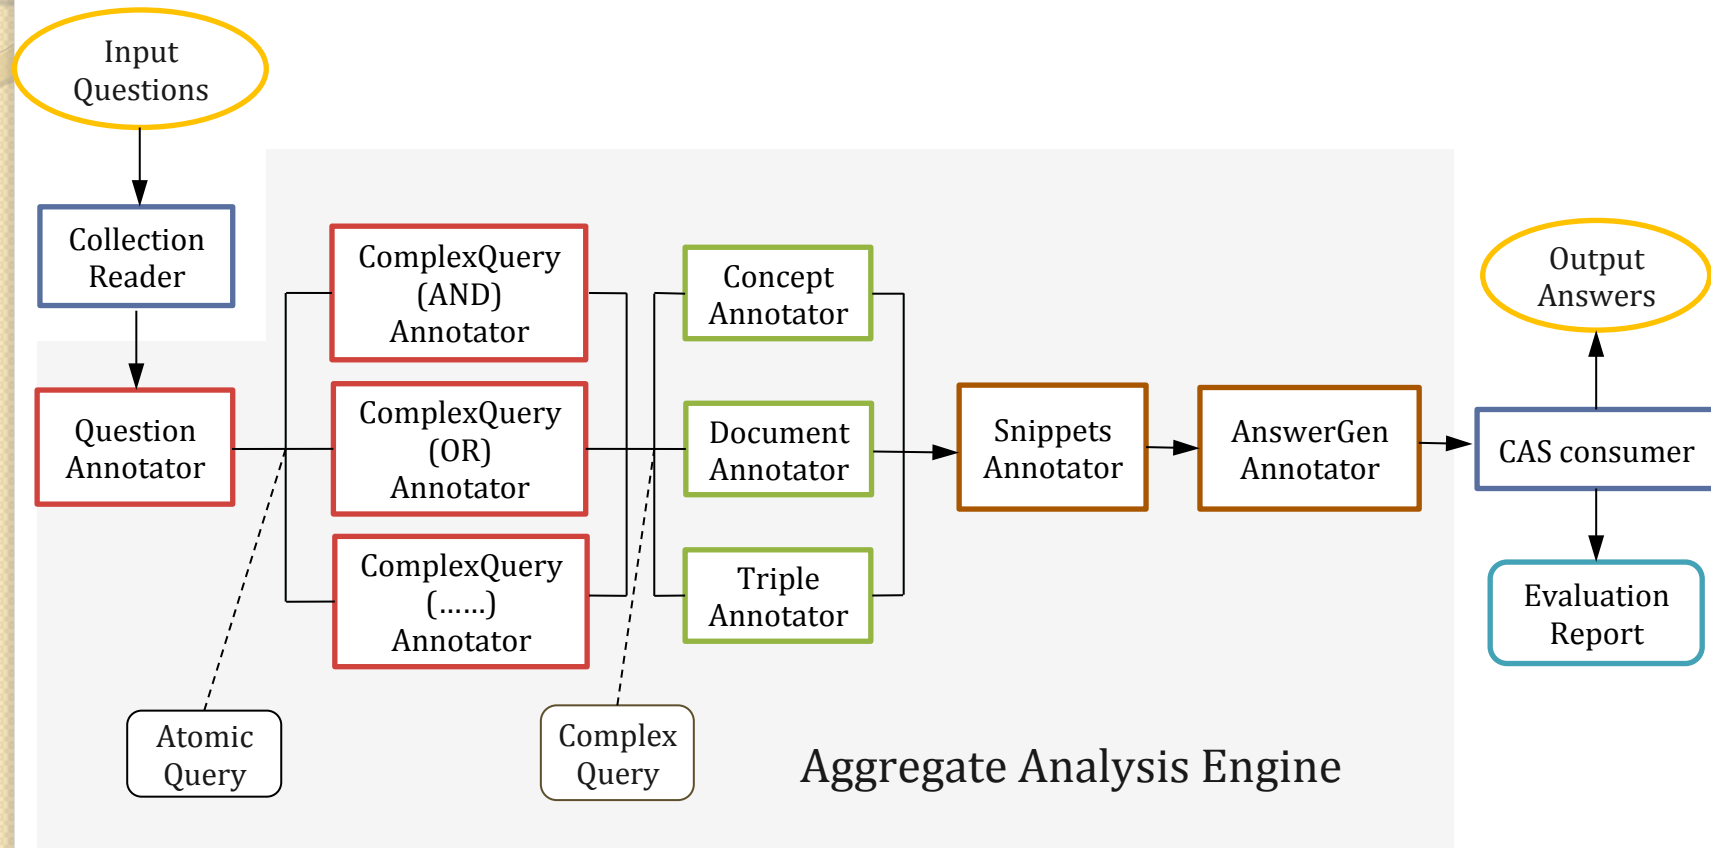 Input
Questions
Collection
Reader
Question
Annotator
ComplexQuery
(AND)
Annotator
ComplexQuery
(OR)
Annotator
ComplexQuery
(......)
Annotator
Concept
Annotator
Document
Annotator
Triple
Annotator
Snippets
Annotator
AnswerGen
Annotator
Output
Answers
CAS consumer
Evaluation
Report
Atomic
Query
Complex
Query
Aggregate Analysis Engine